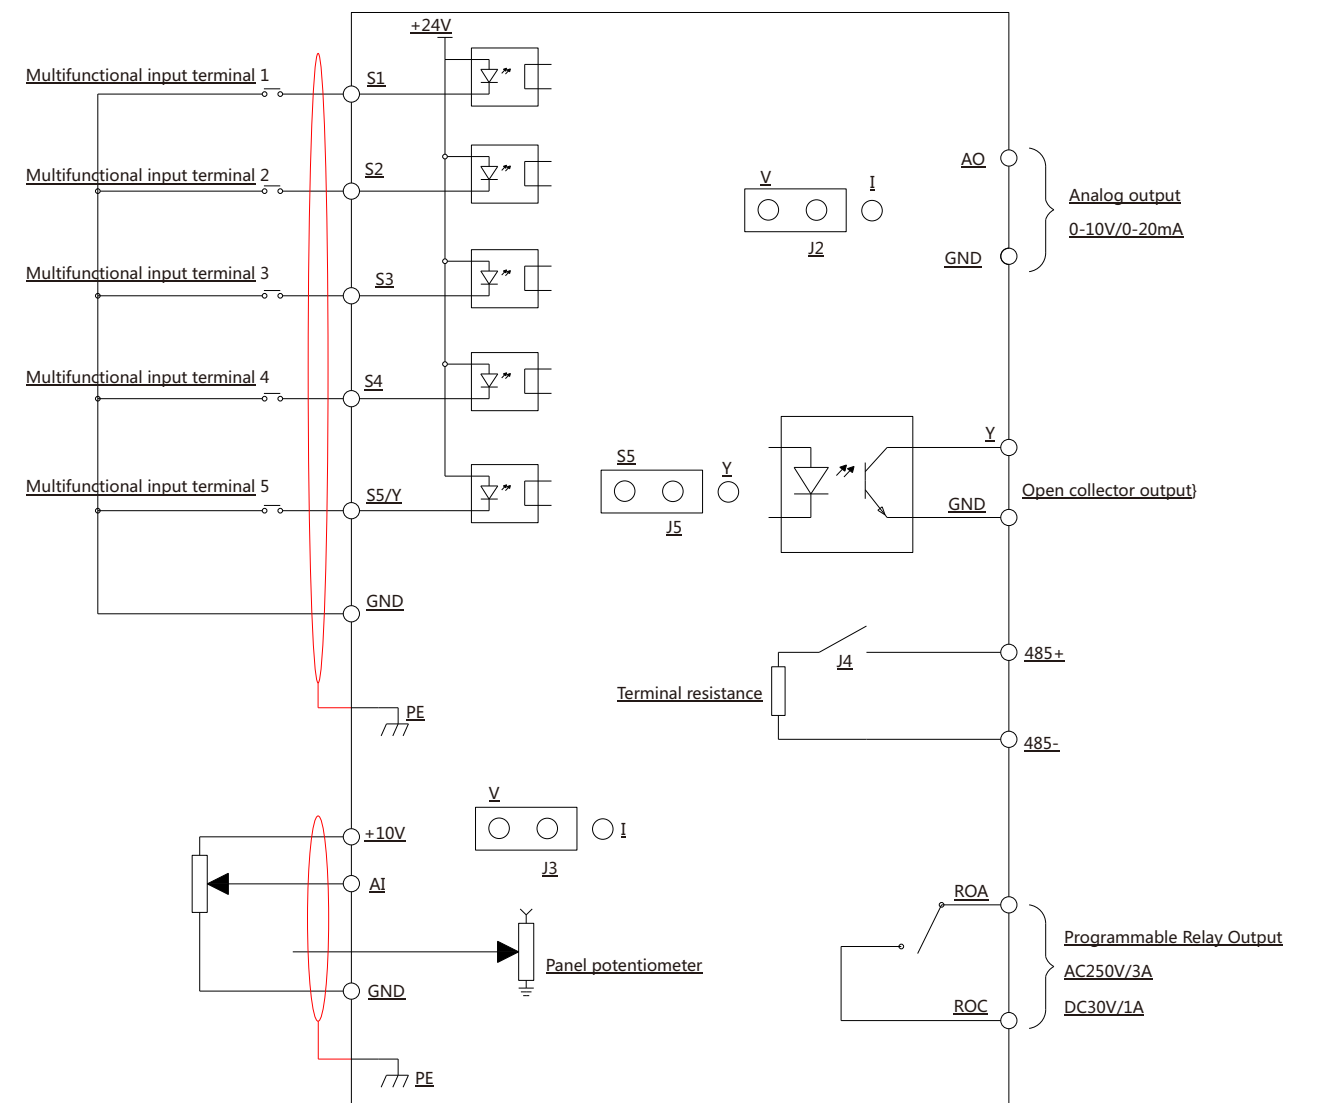 +24V
Multifunctional input terminal 1
S1
Multifunctional input terminal 2
S2
Multifunctional input terminal 3
S3
Multifunctional input terminal 4
S4
Multifunctional input terminal 5
S5/Y
GND
PE
+10V
AI
GND
PE
V
I
J3
Panel potentiometer
S5
Y
J5
V
I
J2
AO
GND
Analog output
0-10V/0-20mA
Y
GND
Open collector output}
485+
J4
Terminal resistance
485-
ROA
ROC
Programmable Relay Output
AC250V/3A
DC30V/1A